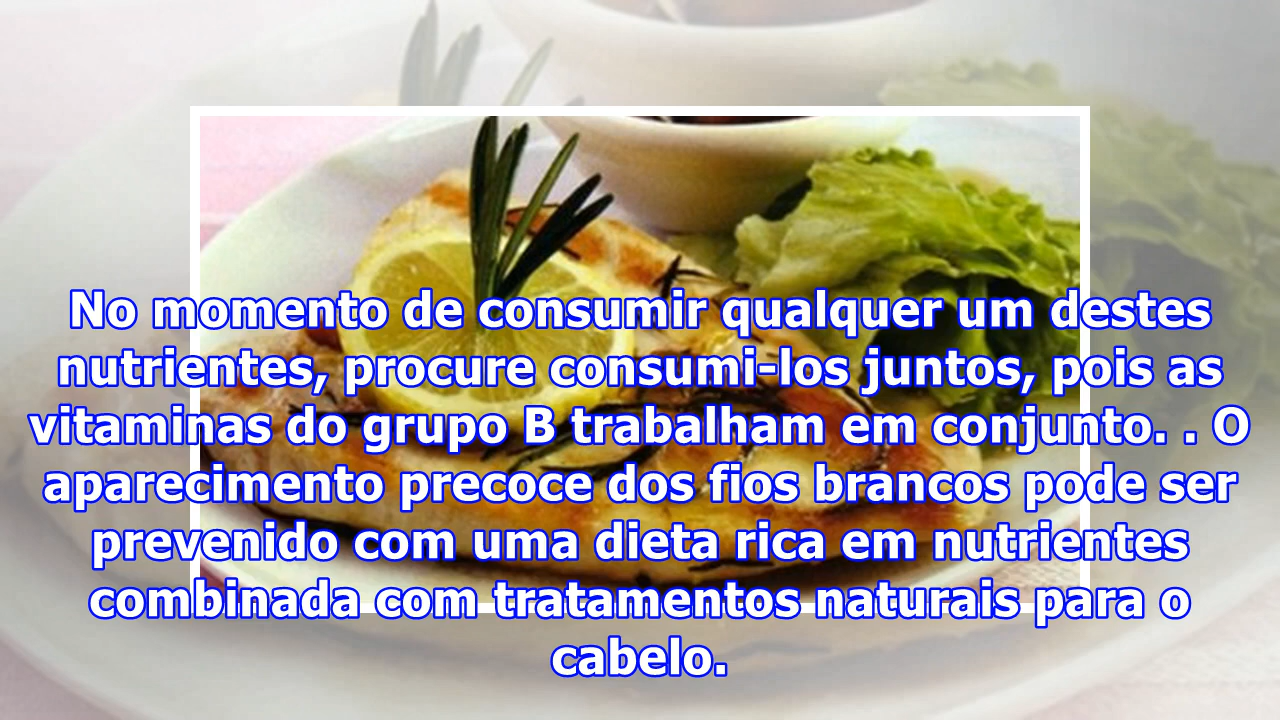 No momento de consumir qualquer um destes
nutrientes, procure consumi-los juntos, pois as
vitaminas do grupo B trabalham em conjunto. . O
aparecimento precoce dos fios brancos pode ser
prevenido com uma dieta rica em nutrientes
combinada com tratamentos naturais para o
cabelo.